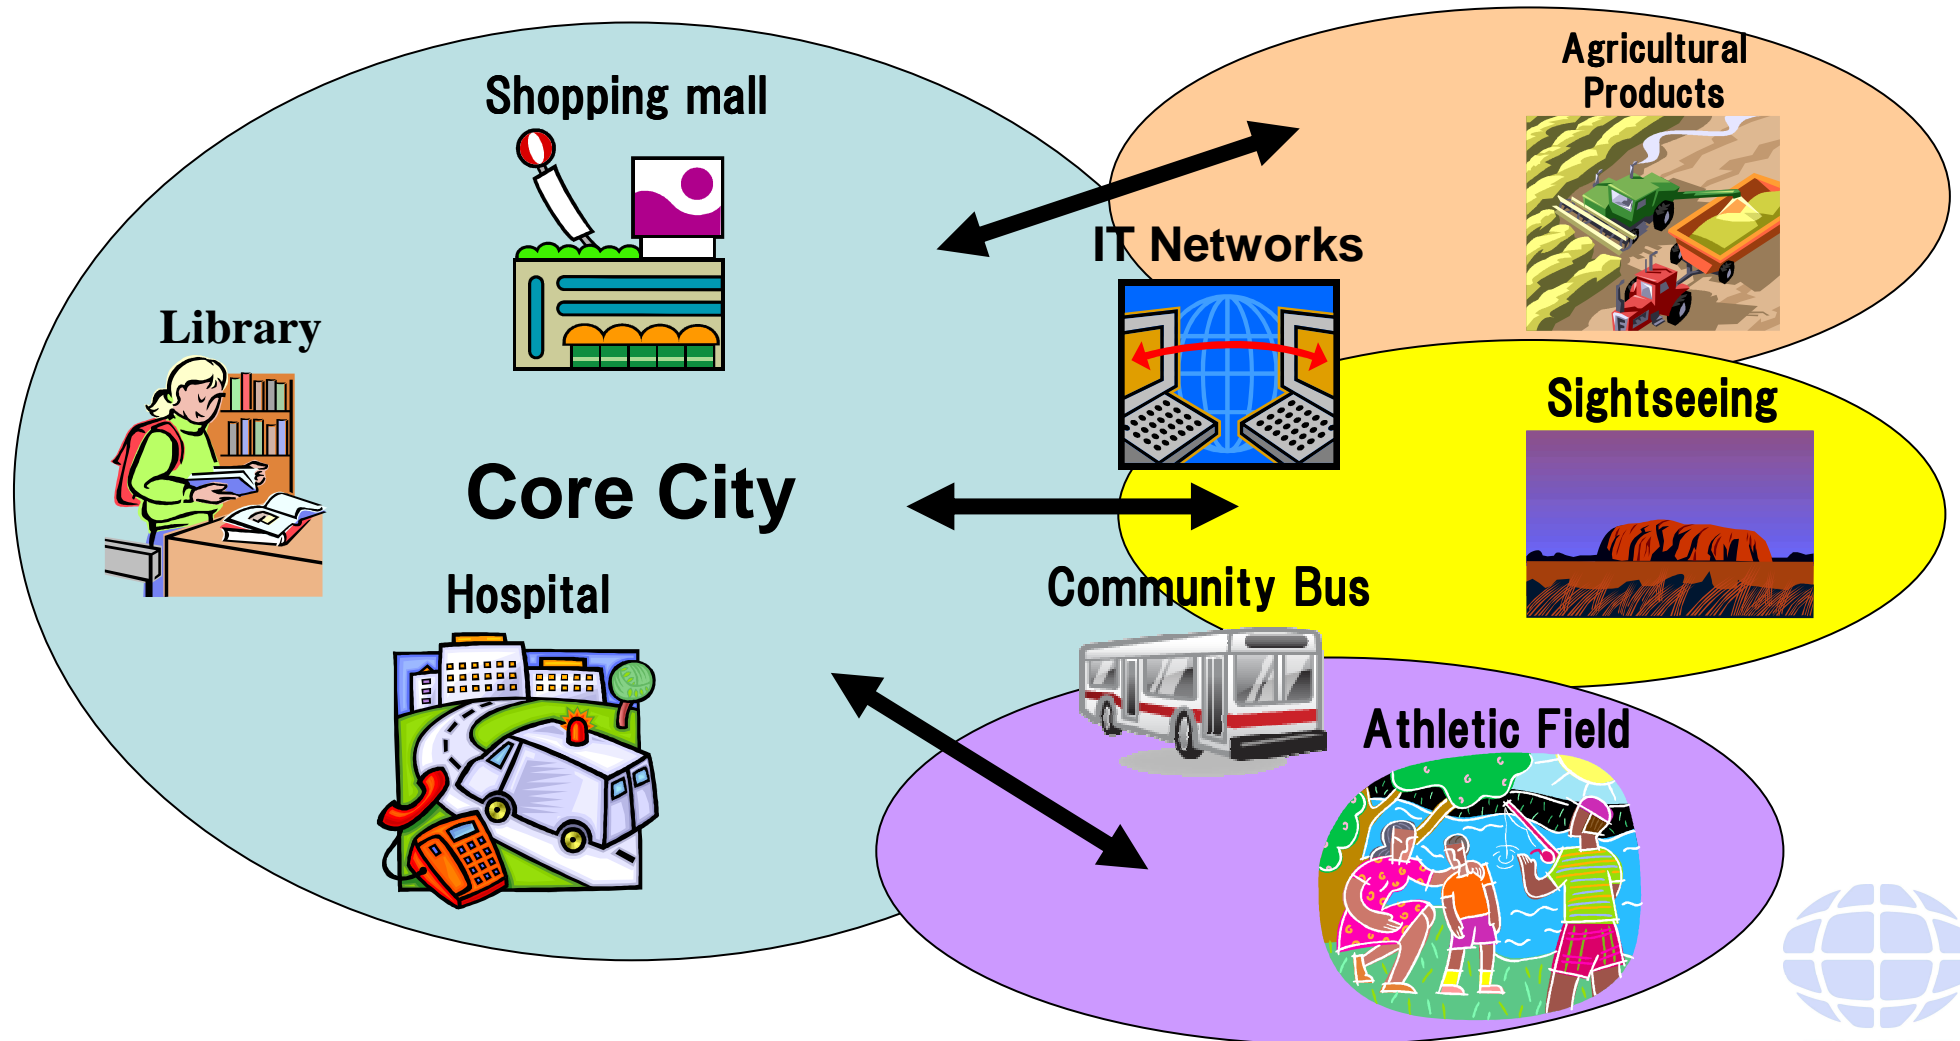 Shopping mall
Library
Core City
Hospital
IT Networks
Community Bus
Agricultural
Products
Sightseeing
Athletic Field